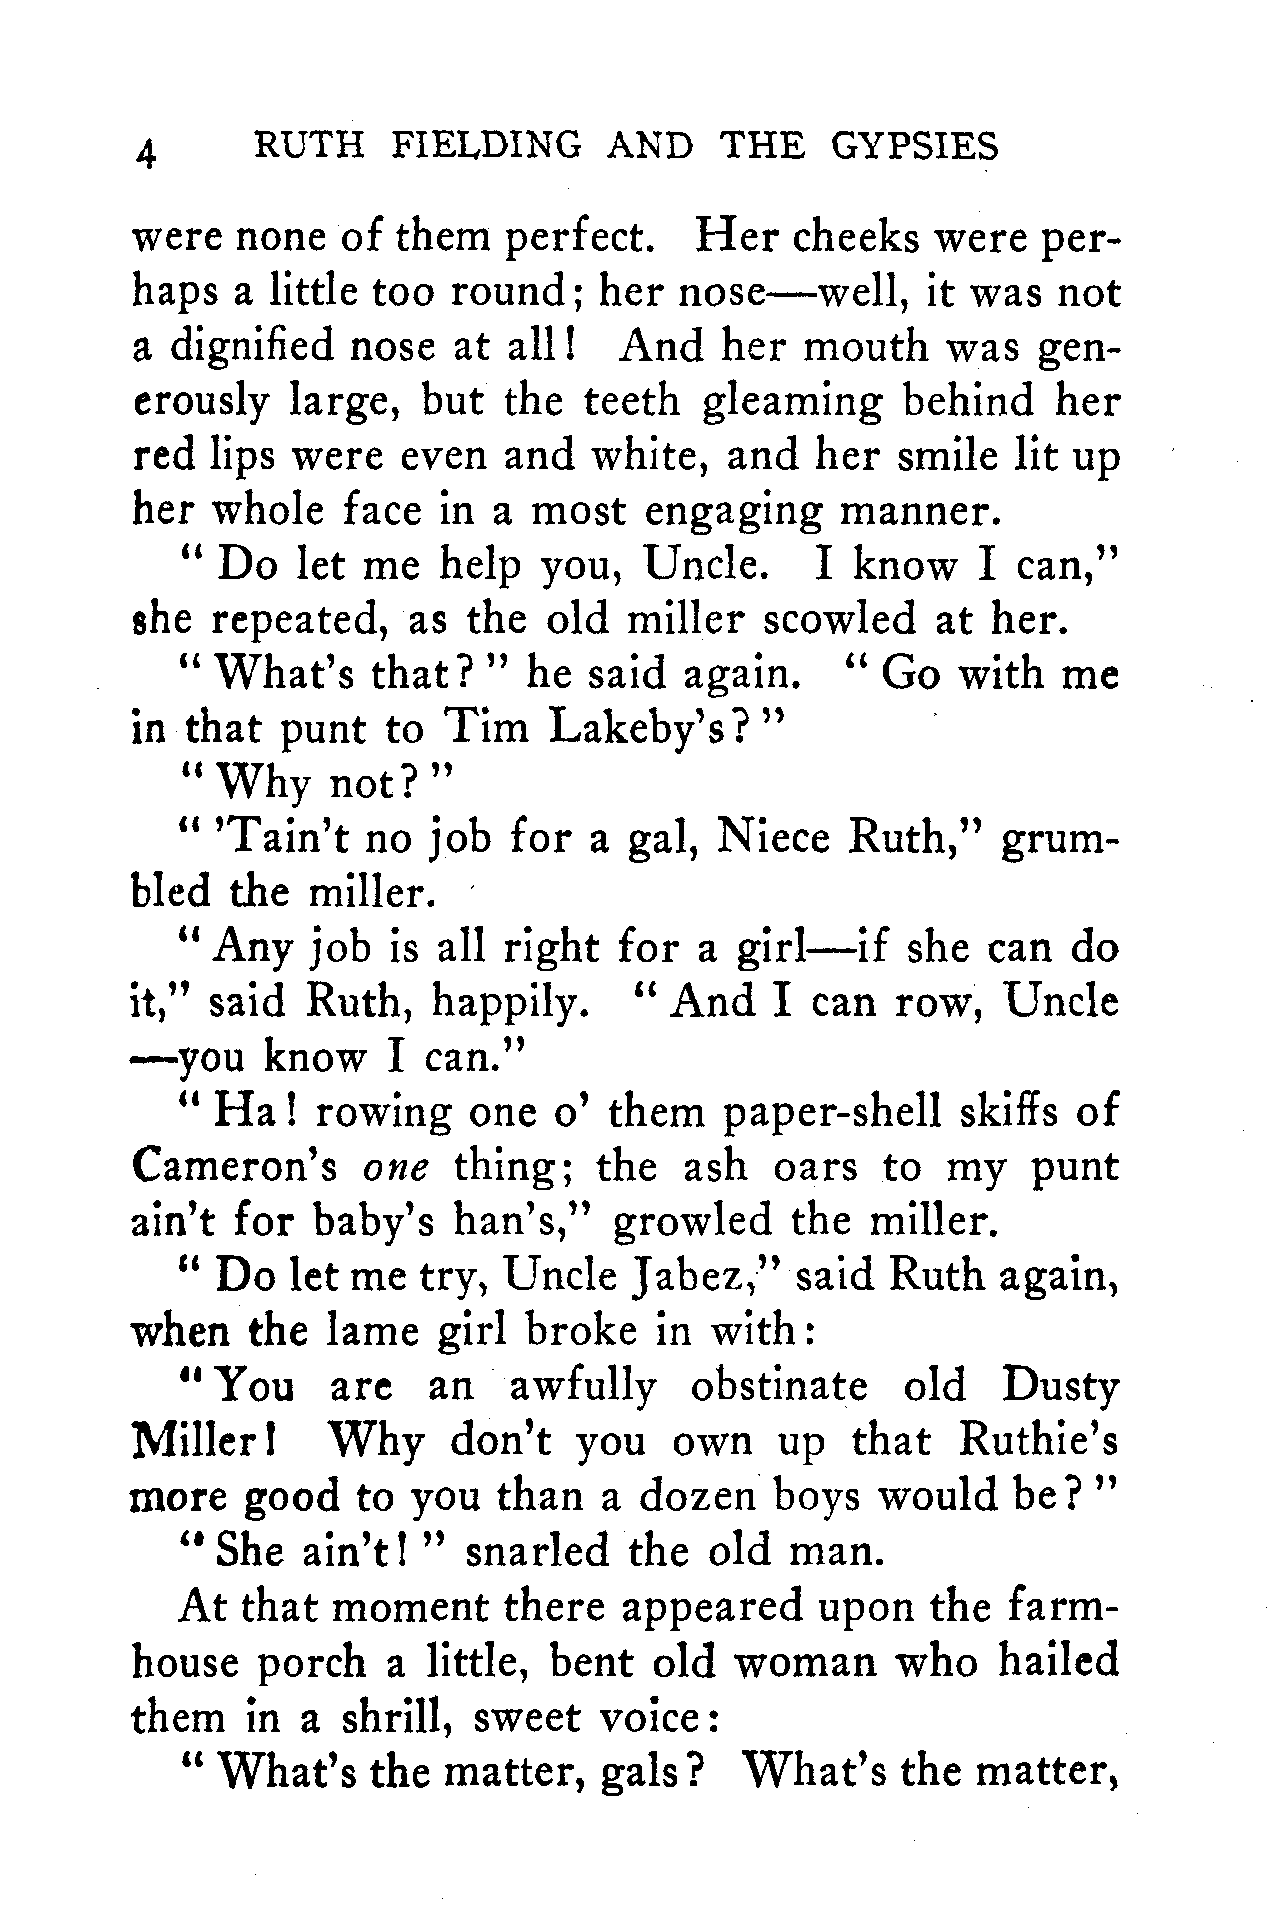 4 RUTH FIELDING AND THE GYPSIES
were none of them perfect. Her cheeks were per-
haps a little too round; her nose—well, it was not
a dignified nose at all! And her mouth was gen-
erously large, but the teeth gleaming behind her
red lips were even and white, and her smile lit up
her whole face in a most engaging manner.
“ Do let me help you, Uncle. I know I can,”
she repeated, as the old miller scowled at her.
“ What’s that? ” he said again. “ Go with me
in that punt to Tim Lakeby’s? ”
“ Why not? ”
“ ’Tain’t no job for a gal, Niece Ruth,” grum-
bled the miller.
“ Any job is all right for a girl—if she can do
it,” said Ruth, happily. “ And I can row, Uncle
—you know I can.”
“ Ha! rowing one o’ them paper-shell skiffs of
Cameron’s one thing; the ash oars to my punt
ain’t for baby’s han’s,” growled the miller.
“ Do let me try, Uncle Jabez,” said Ruth again,
when the lame girl broke in with:
“ You are an awfully obstinate old Dusty
Miller! Why don’t you own up that Ruthie’s
more good to you than a dozen boys would be? ”
“ She ain’t! ” snarled the old man.
At that moment there appeared upon the farm-
house porch a little, bent old woman who hailed
them in a shrill, sweet voice:
“ What’s the matter, gals? What’s the matter,